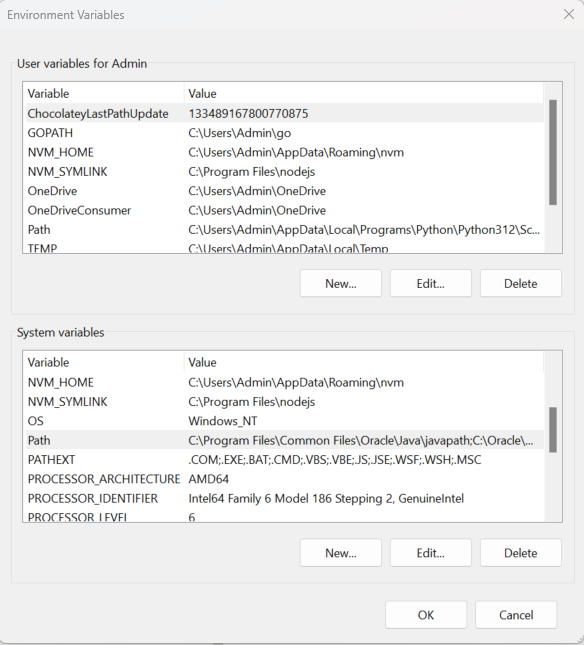 Environment Variables
User variables for Admin
Variable Value
ChocolateyLastPathUpdate 133489167800770875
GOPATH C:\Users\Admin\go
NVM_HOME C:\Users\Admin\AppData\Roaming\nvm
NVM_SYMLINK C:\Program Files\nodejs
OneDrive C:\Users\Admin\OneDrive
OneDriveConsumer C:\Users\Admin\OneDrive
Path C:\Users\Admin\AppData\Local\Programs\Python\Python312\Sc...
TEMP C:\Users\Admin\AppData\Local\Temp
New... Edit... Delete
System variables
Variable Value
NVM_HOME C:\Users\Admin\AppData\Roaming\nvm
NVM_SYMLINK C:\Program Files\nodejs
OS Windows_NT
Path C:\Program Files\Common Files\Oracle\Java\javapath;C:\Oracle\...
PATHEXT .COM;.EXE;.BAT;.CMD;.VBS;.VBE;.JS;.JSE;.WSF;.WSH;.MSC
PROCESSOR_ARCHITECTURE AMD64
PROCESSOR_IDENTIFIER Intel64 Family 6 Model 186 Stepping 2, GenuineIntel
PROCESSOR_LEVEL 6
New... Edit... Delete
OK Cancel